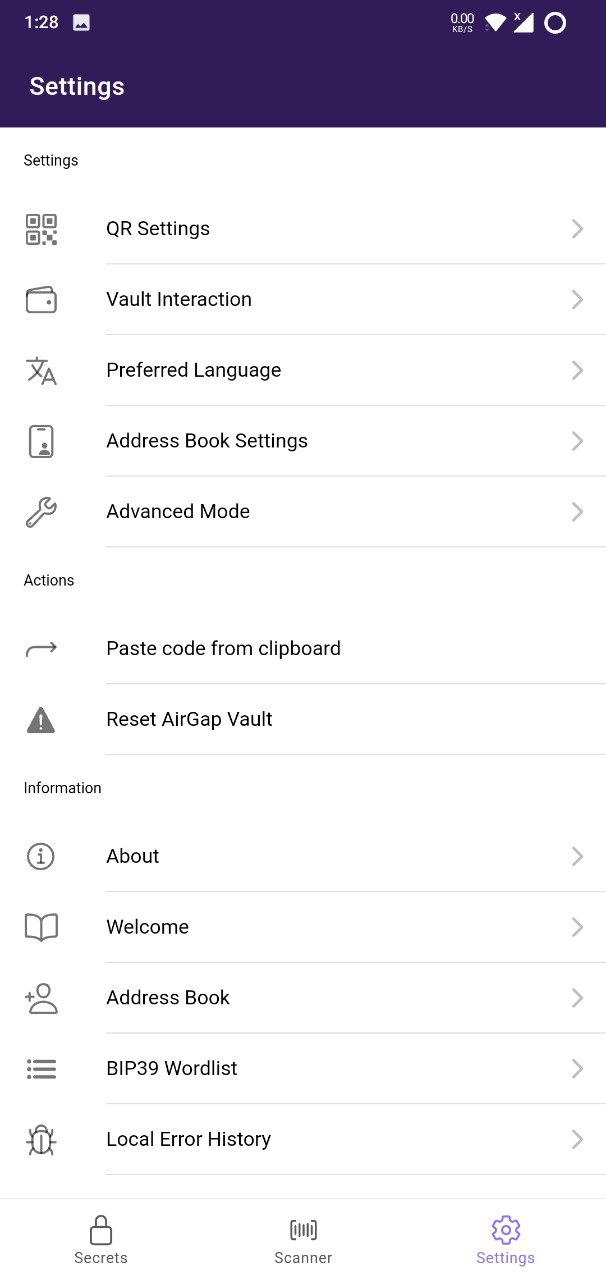 1:28
0.00
KB/S
X
Settings
Settings
QR Settings
Vault Interaction
Preferred Language
Address Book Settings
Advanced Mode
Actions
Paste code from clipboard
Reset AirGap Vault
Information
About
Welcome
Address Book
BIP39 Wordlist
Local Error History
Secrets
Scanner
Settings